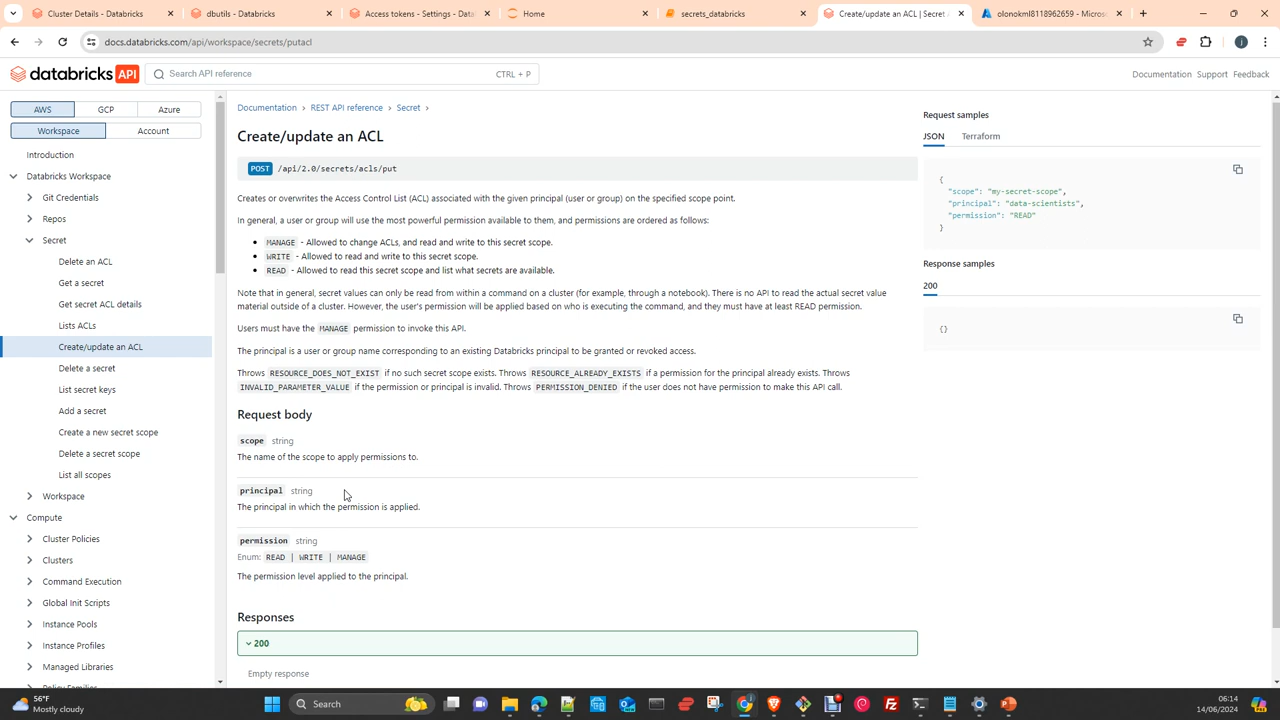 Cluster Details - Databricks
dbutils - Databricks
Access tokens - Settings - Data
Home
secrets_databricks
Create/update an ACL | Secret
olonokml8118962659 - Micros
docs.databricks.com/api/workspace/secrets/putacl
databricks API
Search API reference
CTRL + P
Documentation Support Feedback
AWS GCP Azure
Workspace Account
Introduction
Databricks Workspace
Git Credentials
Repos
Secret
Delete an ACL
Get a secret
Get secret ACL details
Lists ACLs
Create/update an ACL
Delete a secret
List secret keys
Add a secret
Create a new secret scope
Delete a secret scope
List all scopes
Workspace
Compute
Cluster Policies
Clusters
Command Execution
Global Init Scripts
Instance Pools
Instance Profiles
Managed Libraries
Policy Families
Documentation > REST API reference > Secret >
Create/update an ACL
POST /api/2.0/secrets/acls/put
Creates or overwrites the Access Control List (ACL) associated with the given principal (user or group) on the specified scope point.
In general, a user or group will use the most powerful permission available to them, and permissions are ordered as follows:
• MANAGE - Allowed to change ACLs, and read and write to this secret scope.
• WRITE - Allowed to read and write to this secret scope.
• READ - Allowed to read this secret scope and list what secrets are available.
Note that in general, secret values can only be read from within a command on a cluster (for example, through a notebook). There is no API to read the actual secret value
material outside of a cluster. However, the user's permission will be applied based on who is executing the command, and they must have at least READ permission.
Users must have the MANAGE permission to invoke this API.
The principal is a user or group name corresponding to an existing Databricks principal to be granted or revoked access.
Throws RESOURCE_DOES_NOT_EXIST if no such secret scope exists. Throws RESOURCE_ALREADY_EXISTS if a permission for the principal already exists. Throws
INVALID_PARAMETER_VALUE if the permission or principal is invalid. Throws PERMISSION_DENIED if the user does not have permission to make this API call.
Request body
scope string
The name of the scope to apply permissions to.
principal string
The principal in which the permission is applied.
permission string
Enum: READ | WRITE | MANAGE
The permission level applied to the principal.
Responses
200
Empty response
Request samples
JSON Terraform
{
"scope": "my-secret-scope",
"principal": "data-scientists",
"permission": "READ"
}
Response samples
200
{}
56°F
Mostly cloudy
Search
06:14
14/06/2024